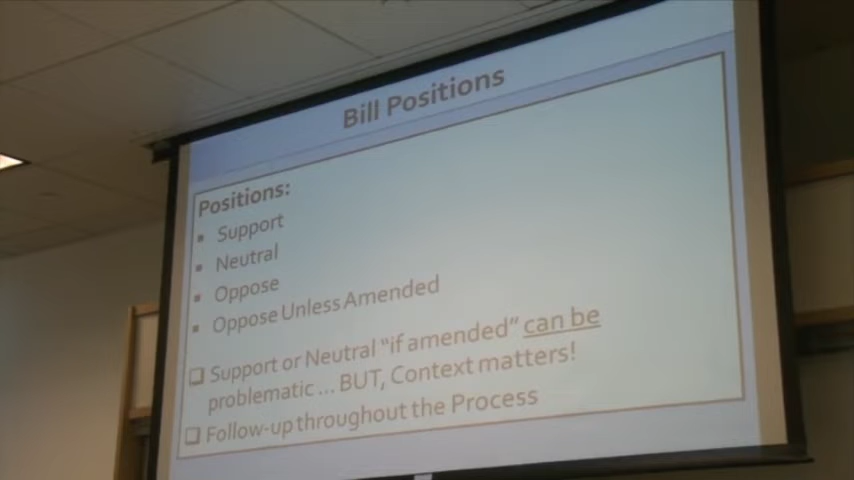 Bill Positions
Positions:
▪ Support
▪ Neutral
▪ Oppose
▪ Oppose Unless Amended
❑ Support or Neutral “if amended” can be
problematic … BUT, Context matters!
❑ Follow-up throughout the Process